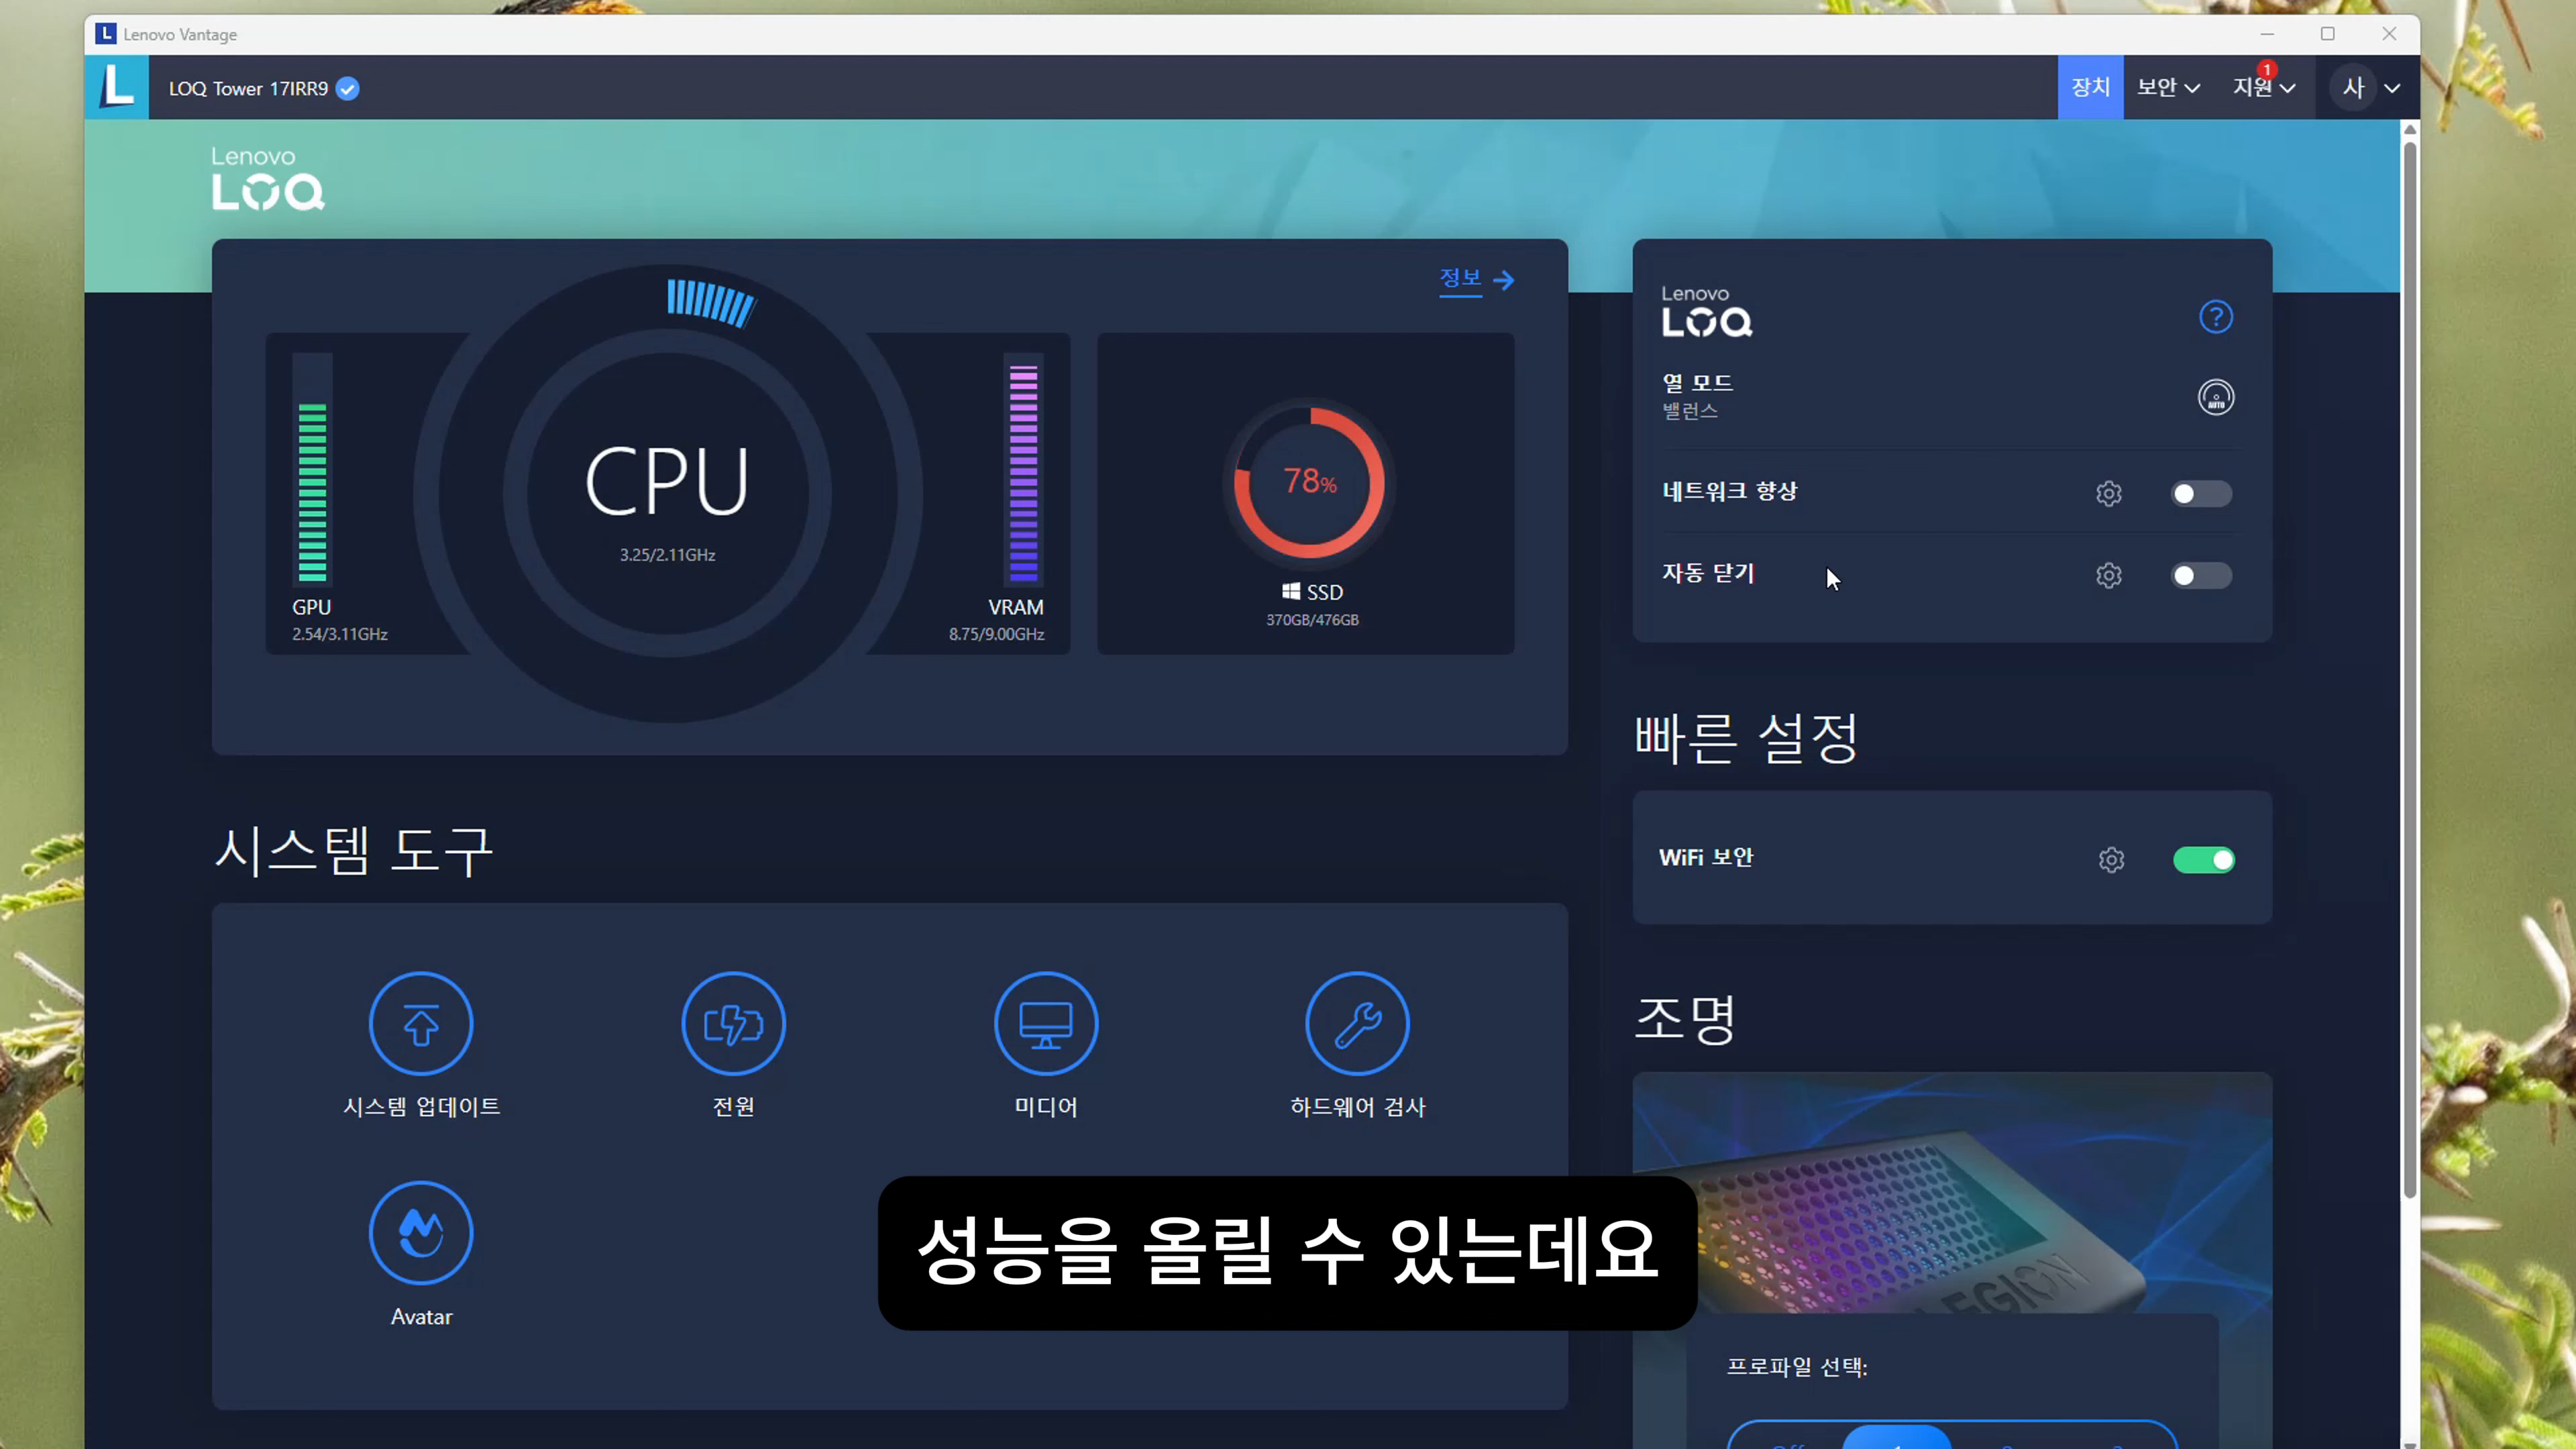 Lenovo Vantage
LOQ Tower 17IRR9
장치
보안
지원
1
사
Lenovo
LOQ
정보
CPU
3.25/2.11GHz
GPU
2.54/3.11GHz
VRAM
8.75/9.00GHz
78%
SSD
370GB/476GB
Lenovo
LOQ
열 모드
밸런스
AUTO
네트워크 향상
자동 닫기
빠른 설정
WiFi 보안
시스템 도구
시스템 업데이트
전원
미디어
하드웨어 검사
Avatar
조명
LEGION
프로파일 선택:
성능을 올릴 수 있는데요